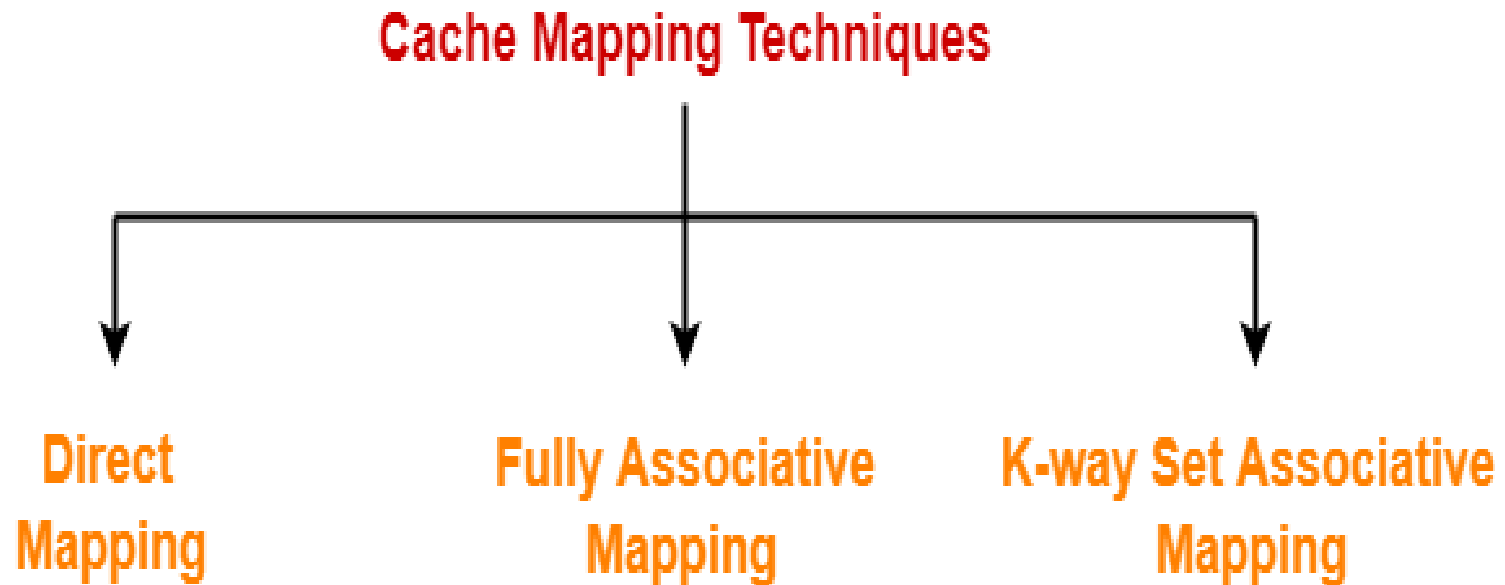 Cache Mapping Techniques
Direct
Mapping
Fully Associative
Mapping
K-way Set Associative
Mapping